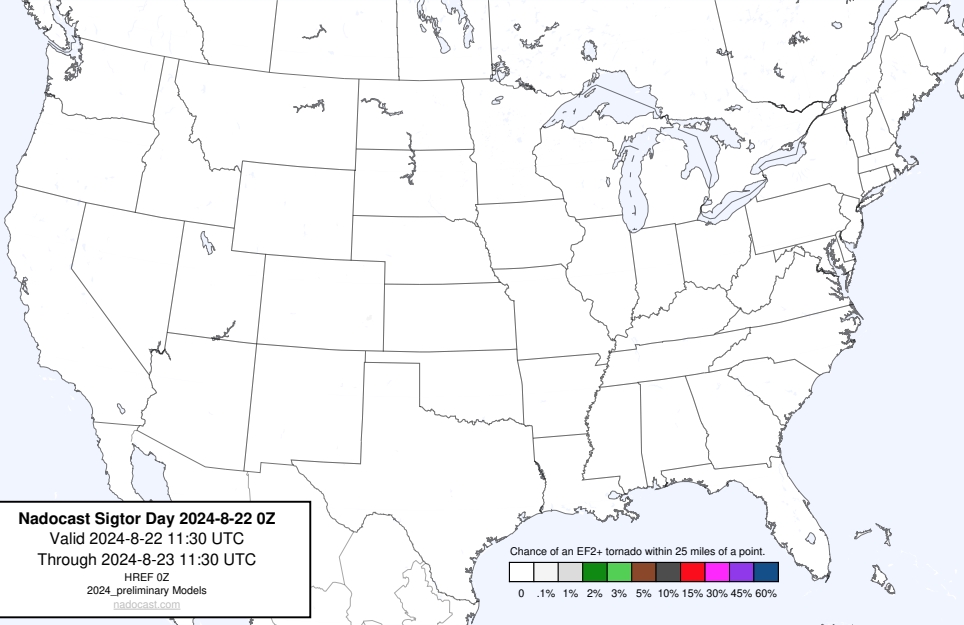 Nadocast Sigtor Day 2024-8-22 0Z
Valid 2024-8-22 11:30 UTC
Through 2024-8-23 11:30 UTC
HREF 0Z
2024_preliminary Models
nadocast.com
Chance of an EF2+ tornado within 25 miles of a point.
0 .1% 1% 2% 3% 5% 10% 15% 30% 45% 60%